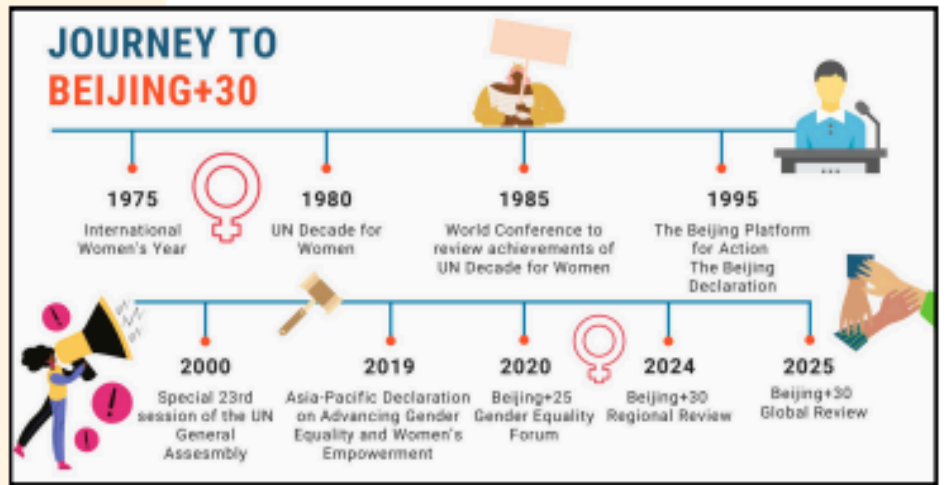 JOURNEY TO
BEIJING+30
1975
International
Women's Year
1980
UN Decade for
Women
1985
World Conference to
review achievements of
UN Decade for Women
1995
The Beijing Platform
for Action
The Beijing
Declaration
2000
Special 23rd
session of the UN
General
Assesmbly
2019
Asia-Pacific Declaration
on Advancing Gender
Equality and Women's
Empowerment
2020
Beijing+25
Gender Equality
Forum
2024
Beijing+30
Regional Review
2025
Beijing+30
Global Review